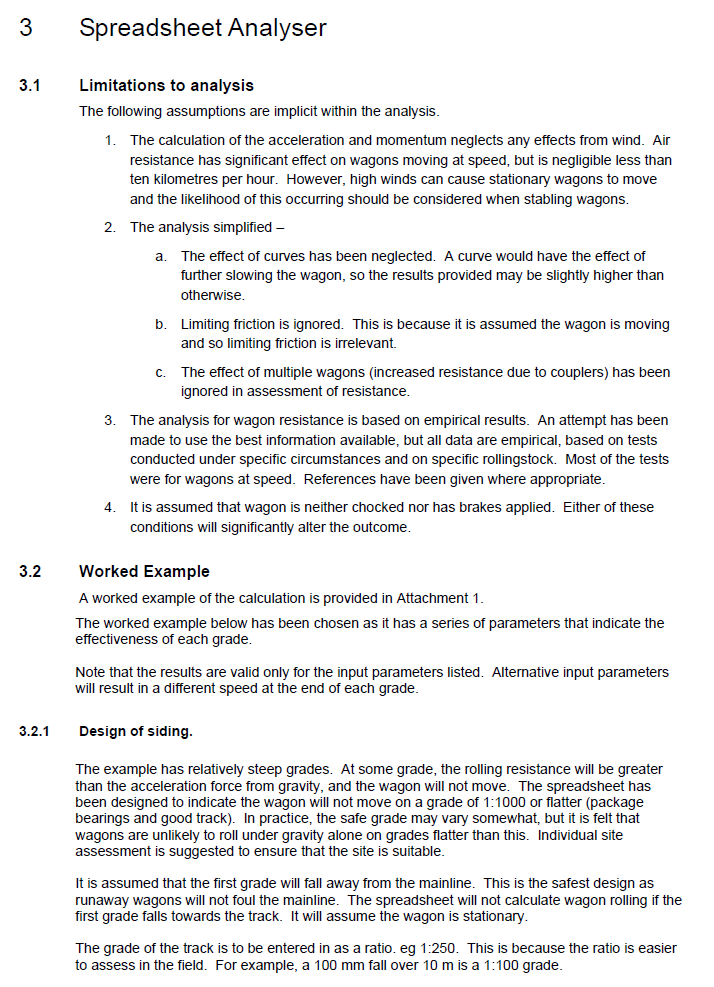 3 Spreadsheet Analyser
3.1 Limitations to analysis
The following assumptions are implicit within the analysis.
1. The calculation of the acceleration and momentum neglects any effects from wind. Air
resistance has significant effect on wagons moving at speed, but is negligible less than
ten kilometres per hour. However, high winds can cause stationary wagons to move
and the likelihood of this occurring should be considered when stabling wagons.
2. The analysis simplified –
a. The effect of curves has been neglected. A curve would have the effect of
further slowing the wagon, so the results provided may be slightly higher than
otherwise.
b. Limiting friction is ignored. This is because it is assumed the wagon is moving
and so limiting friction is irrelevant.
c. The effect of multiple wagons (increased resistance due to couplers) has been
ignored in assessment of resistance.
3. The analysis for wagon resistance is based on empirical results. An attempt has been
made to use the best information available, but all data are empirical, based on tests
conducted under specific circumstances and on specific rollingstock. Most of the tests
were for wagons at speed. References have been given where appropriate.
4. It is assumed that wagon is neither chocked nor has brakes applied. Either of these
conditions will significantly alter the outcome.
3.2 Worked Example
A worked example of the calculation is provided in Attachment 1.
The worked example below has been chosen as it has a series of parameters that indicate the
effectiveness of each grade.
Note that the results are valid only for the input parameters listed. Alternative input parameters
will result in a different speed at the end of each grade.
3.2.1 Design of siding.
The example has relatively steep grades. At some grade, the rolling resistance will be greater
than the acceleration force from gravity, and the wagon will not move. The spreadsheet has
been designed to indicate the wagon will not move on a grade of 1:1000 or flatter (package
bearings and good track). In practice, the safe grade may vary somewhat, but it is felt that
wagons are unlikely to roll under gravity alone on grades flatter than this. Individual site
assessment is suggested to ensure that the site is suitable.
It is assumed that the first grade will fall away from the mainline. This is the safest design as
runaway wagons will not foul the mainline. The spreadsheet will not calculate wagon rolling if the
first grade falls towards the track. It will assume the wagon is stationary.
The grade of the track is to be entered in as a ratio. eg 1:250. This is because the ratio is easier
to assess in the field. For example, a 100 mm fall over 10 m is a 1:100 grade.